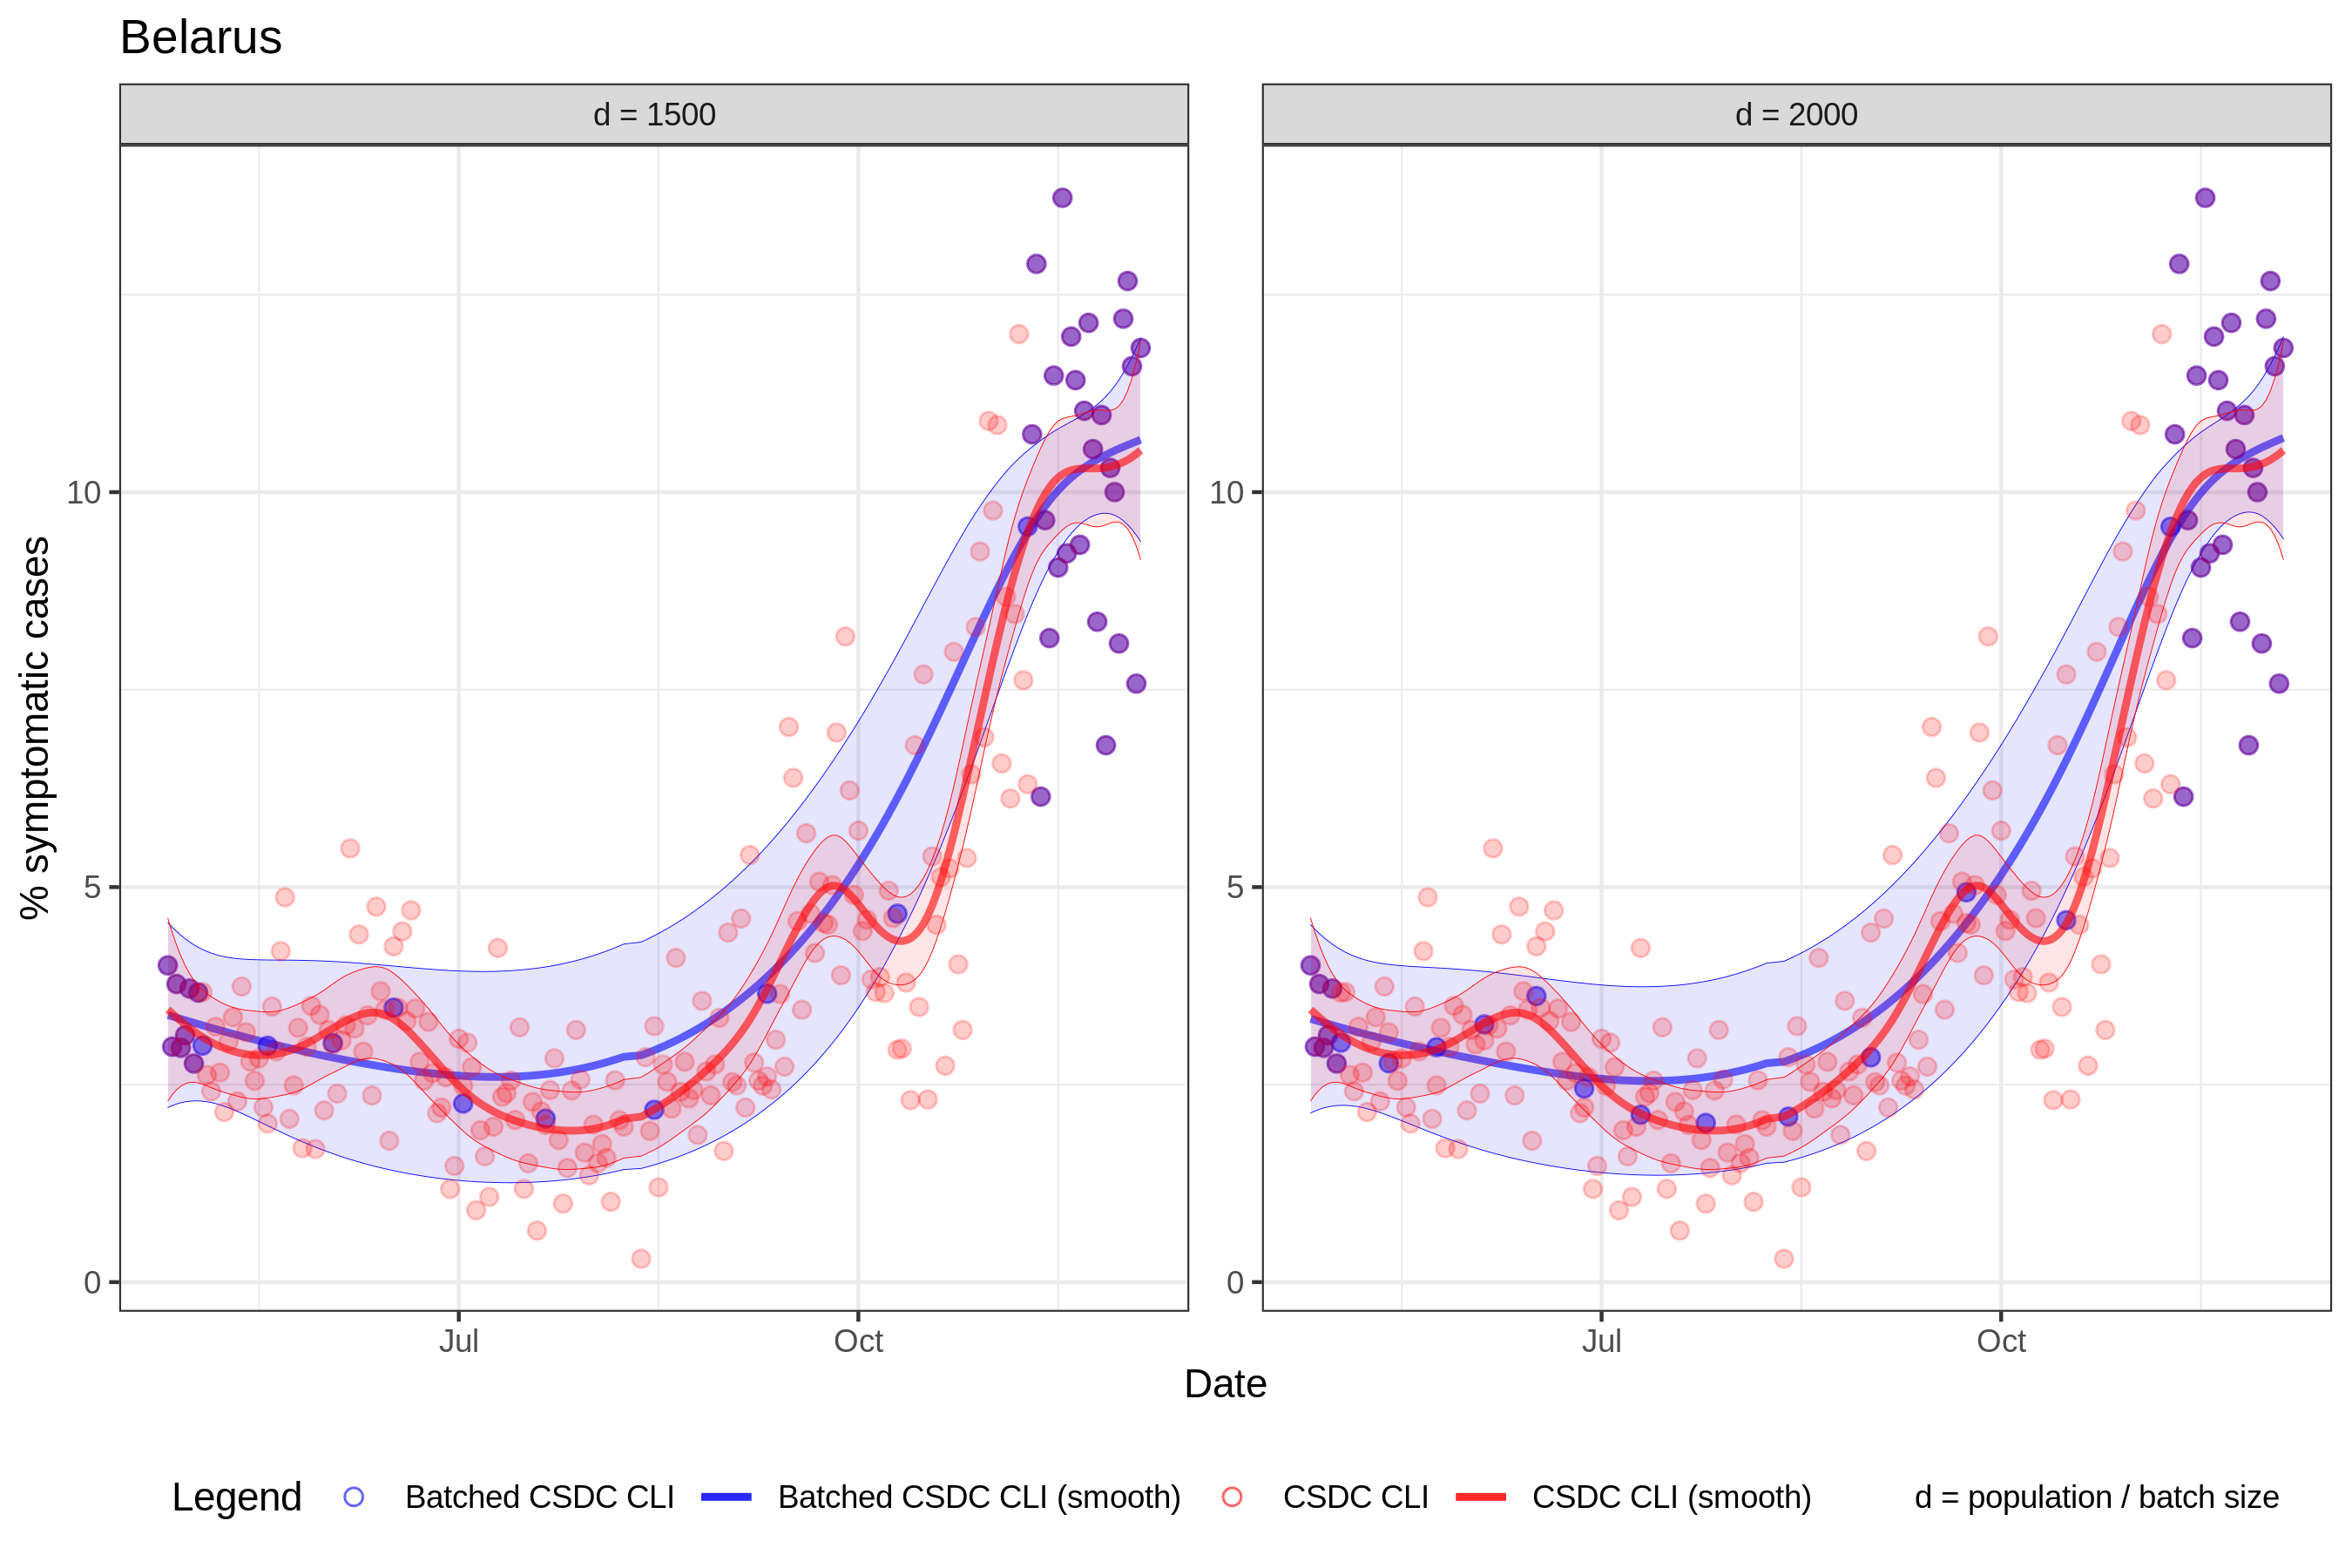 Belarus
d = 1500
d = 2000
% symptomatic cases
10
5
0
10
5
0
Jul
Oct
Jul
Oct
Date
Legend
Batched CSDC CLI
Batched CSDC CLI (smooth)
CSDC CLI
CSDC CLI (smooth)
d = population / batch size